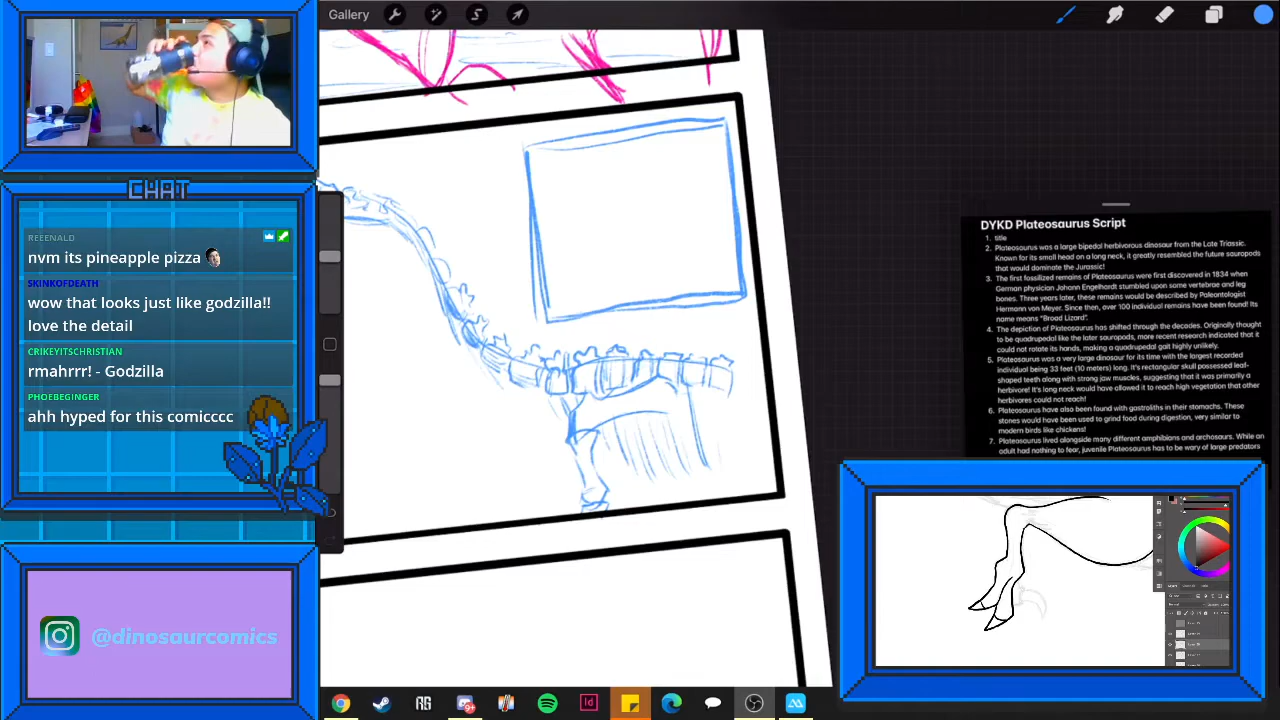 Gallery
CHAT
REEENALD
nvm its pineapple pizza
SKINKOFDEATH
wow that looks just like godzilla!!
love the detail
CRIKEYITSCHRISTIAN
rmahrrr! - Godzilla
PHOEBEGINGER
ahh hyped for this comicccc
@dinosaurcomics
DYKD Plateosaurus Script
1. title
2. Plateosaurus was a large bipedal herbivorous dinosaur from the Late Triassic.
Known for its small head on a long neck, it greatly resembled the future sauropods
that would dominate the Jurassic!
3. The first fossilized remains of Plateosaurus were first discovered in 1834 when
German physician Johann Engelhardt stumbled upon some vertebrae and leg
bones. Three years later, these remains would be described by Paleontologist
Hermann von Meyer. Since then, over 100 individual remains have been found! Its
name means "Broad Lizard".
4. The depiction of Plateosaurus has shifted through the decades. Originally thought
to be quadrupedal like the later sauropods, more recent research indicated that it
could not rotate its hands, making a quadrupedal gait highly unlikely.
5. Plateosaurus was a very large dinosaur for its time with the largest recorded
individual being 33 feet (10 meters) long. It's rectangular skull possessed leaf-
shaped teeth along with strong jaw muscles, suggesting that it was primarily a
herbivore! It's long neck would have allowed it to reach high vegetation that other
herbivores could not reach!
6. Plateosaurus have also been found with gastroliths in their stomachs. These
stones would have been used to grind food during digestion, very similar to
modern birds like chickens!
7. Plateosaurus lived alongside many different amphibians and archosaurs. While an
adult had nothing to fear, juvenile Plateosaurus has to be wary of large predators
Id